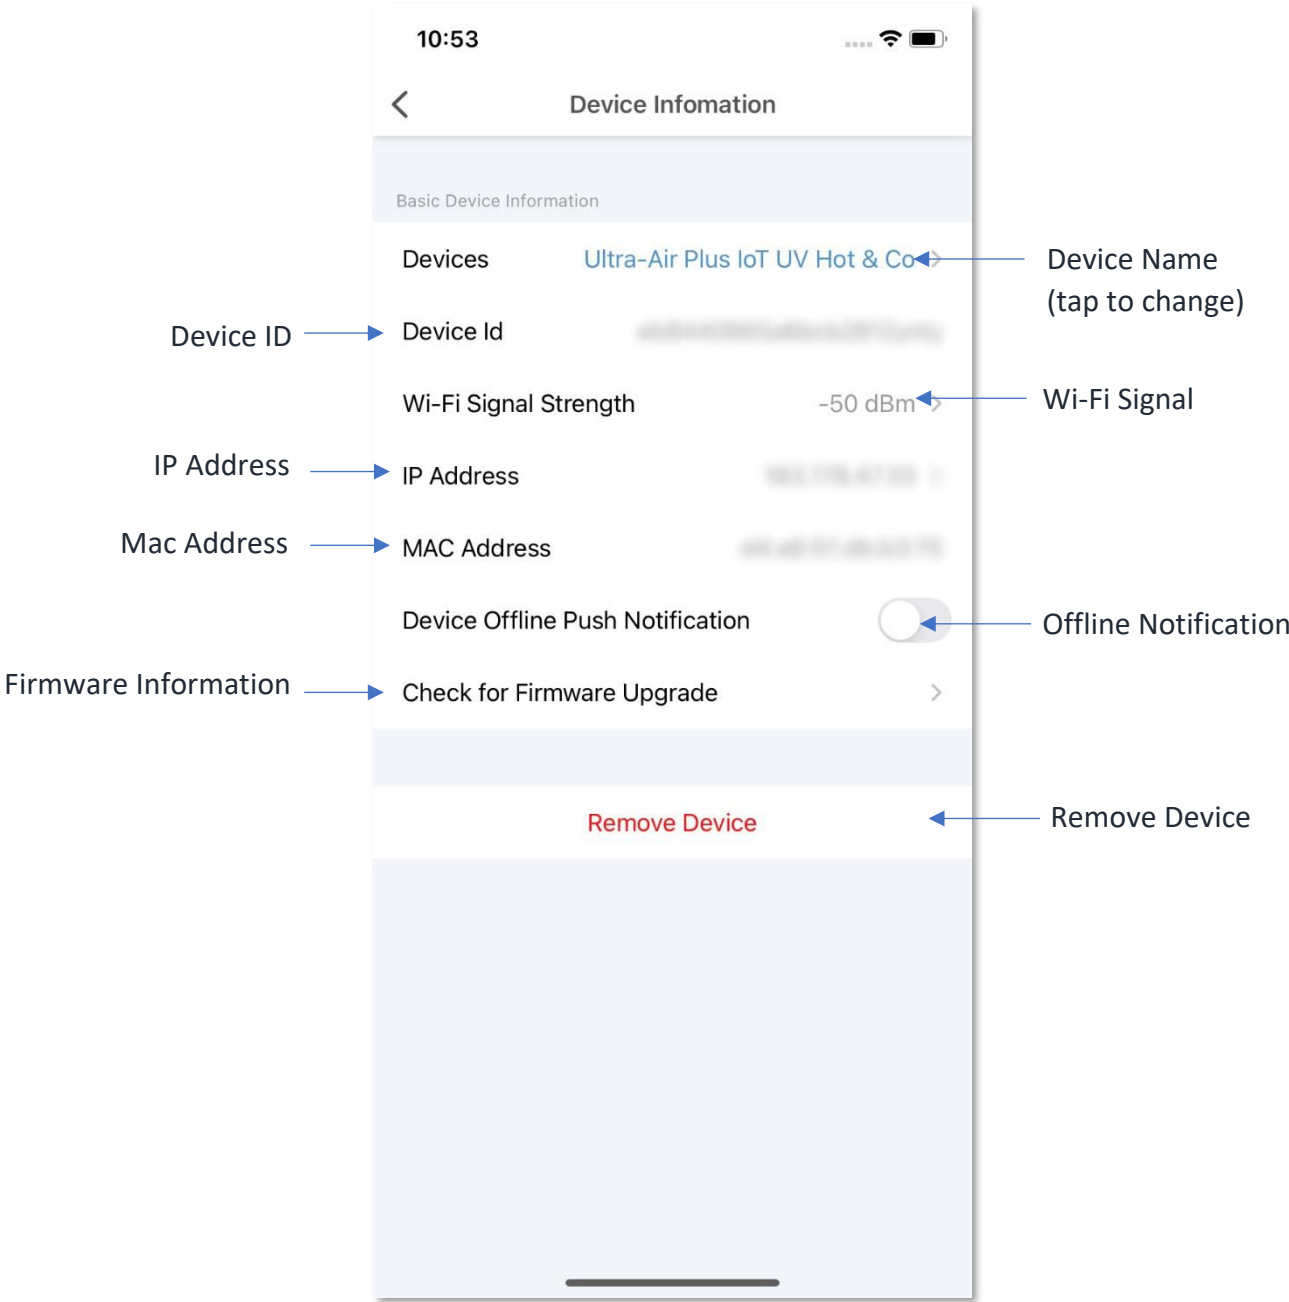 10:53
Device Infomation
Basic Device Information
Devices Ultra-Air Plus IoT UV Hot & Co
Device Name
(tap to change)
Device ID
Device Id
Wi-Fi Signal Strength -50 dBm
Wi-Fi Signal
IP Address
IP Address
Mac Address
MAC Address
Device Offline Push Notification
Offline Notification
Firmware Information
Check for Firmware Upgrade
Remove Device
Remove Device